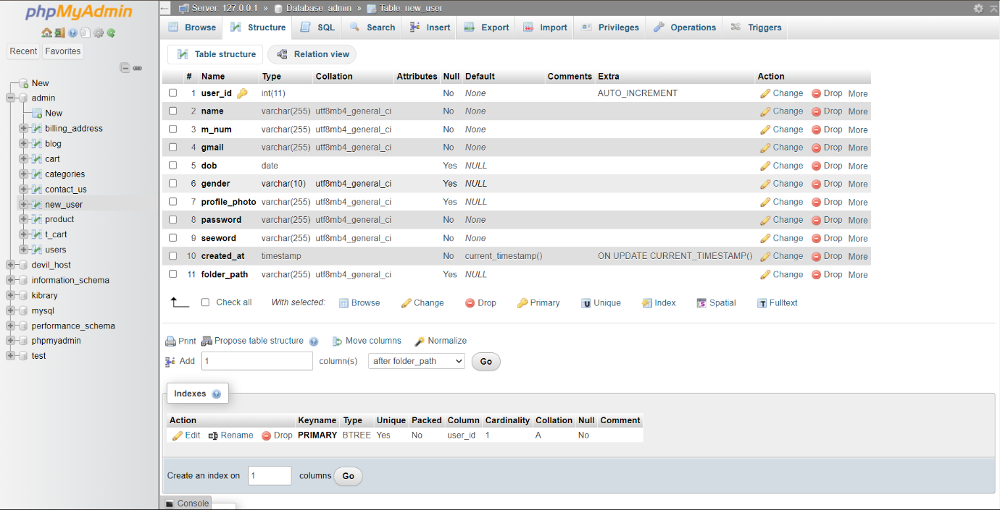 phpMyAdmin
Recent Favorites
New
admin
New
billing_address
blog
cart
categories
contact_us
new_user
product
t_cart
users
devil_host
information_schema
kibrary
mysql
performance_schema
phpmyadmin
test
Server: 127.0.0.1 » Database: admin » Table: new_user
Browse Structure SQL Search Insert Export Import Privileges Operations Triggers
Table structure Relation view
# Name Type Collation Attributes Null Default Comments Extra Action
1 user_id int(11) No None AUTO_INCREMENT Change Drop More
2 name varchar(255) utf8mb4_general_ci No None Change Drop More
3 m_num varchar(255) utf8mb4_general_ci No None Change Drop More
4 gmail varchar(255) utf8mb4_general_ci No None Change Drop More
5 dob date Yes NULL Change Drop More
6 gender varchar(10) utf8mb4_general_ci Yes NULL Change Drop More
7 profile_photo varchar(255) utf8mb4_general_ci Yes NULL Change Drop More
8 password varchar(255) utf8mb4_general_ci No None Change Drop More
9 seeword varchar(255) utf8mb4_general_ci No None Change Drop More
10 created_at timestamp No current_timestamp() ON UPDATE CURRENT_TIMESTAMP() Change Drop More
11 folder_path varchar(255) utf8mb4_general_ci Yes NULL Change Drop More
Check all With selected: Browse Change Drop Primary Unique Index Spatial Fulltext
Print Propose table structure Move columns Normalize
Add 1 column(s) after folder_path Go
Indexes
Action Keyname Type Unique Packed Column Cardinality Collation Null Comment
Edit Rename Drop PRIMARY BTREE Yes No user_id 1 A No
Create an index on 1 columns Go
Console